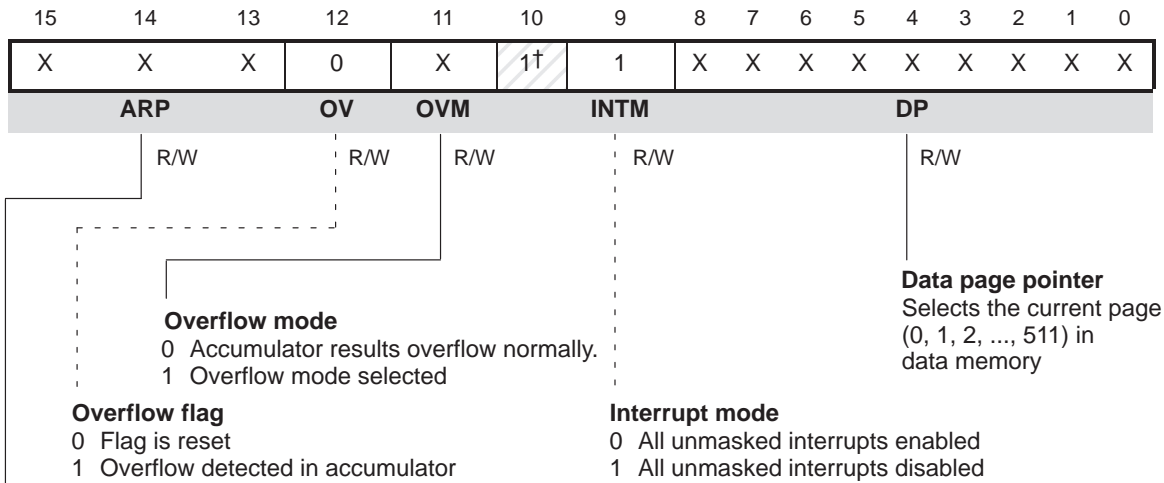 15 14 13 12 11 10 9 8 7 6 5 4 3 2 1 0
X X X 0 X 1† 1 X X X X X X X X X
ARP OV OVM INTM DP
R/W R/W R/W R/W R/W
Data page pointer
Selects the current page
(0, 1, 2, ..., 511) in
data memory
Overflow mode
0 Accumulator results overflow normally.
1 Overflow mode selected
Overflow flag
0 Flag is reset
1 Overflow detected in accumulator
Interrupt mode
0 All unmasked interrupts enabled
1 All unmasked interrupts disabled